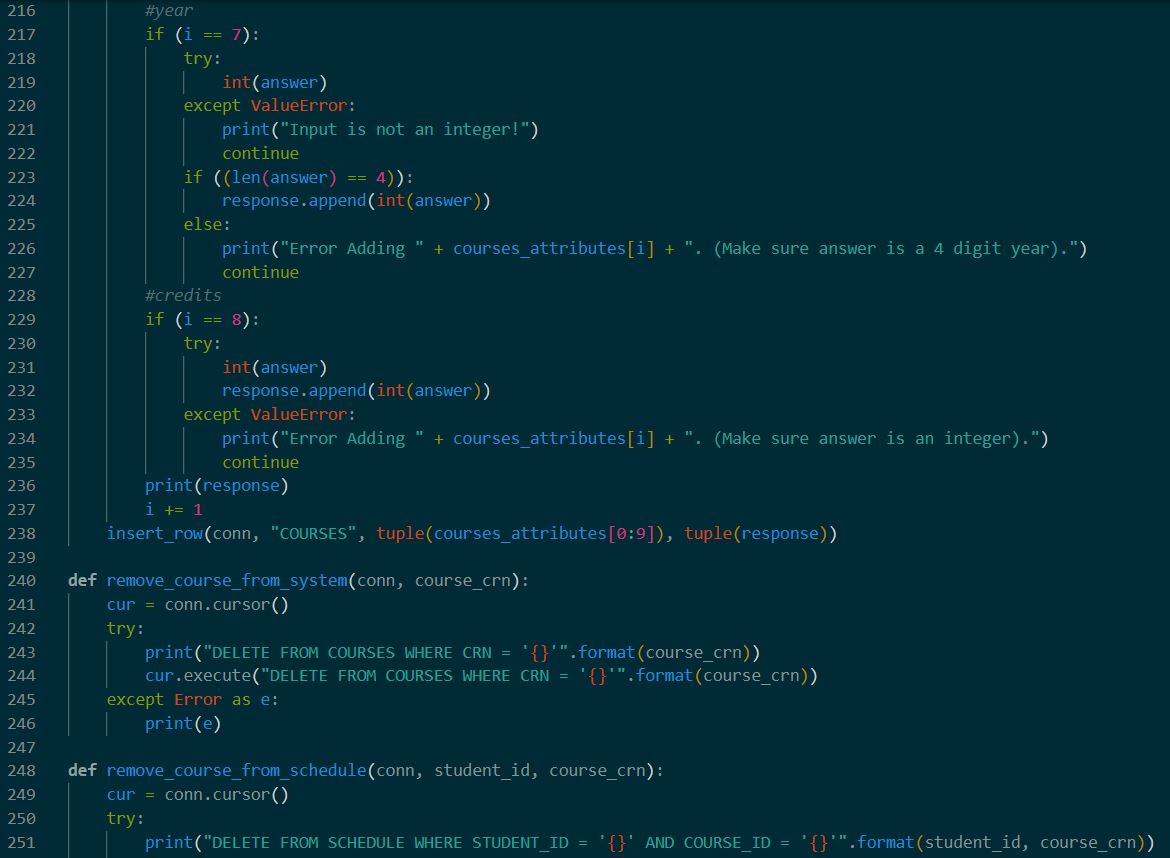 216 #year
217 if (i == 7):
218 try:
219 int(answer)
220 except ValueError:
221 print("Input is not an integer!")
222 continue
223 if ((len(answer) == 4)):
224 response.append(int(answer))
225 else:
226 print("Error Adding " + courses_attributes[i] + ". (Make sure answer is a 4 digit year).")
227 continue
228 #credits
229 if (i == 8):
230 try:
231 int(answer)
232 response.append(int(answer))
233 except ValueError:
234 print("Error Adding " + courses_attributes[i] + ". (Make sure answer is an integer).")
235 continue
236 print(response)
237 i += 1
238 insert_row(conn, "COURSES", tuple(courses_attributes[0:9]), tuple(response))
239
240 def remove_course_from_system(conn, course_crn):
241 cur = conn.cursor()
242 try:
243 print("DELETE FROM COURSES WHERE CRN = '{}'".format(course_crn))
244 cur.execute("DELETE FROM COURSES WHERE CRN = '{}'".format(course_crn))
245 except Error as e:
246 print(e)
247
248 def remove_course_from_schedule(conn, student_id, course_crn):
249 cur = conn.cursor()
250 try:
251 print("DELETE FROM SCHEDULE WHERE STUDENT_ID = '{}' AND COURSE_ID = '{}'".format(student_id, course_crn))